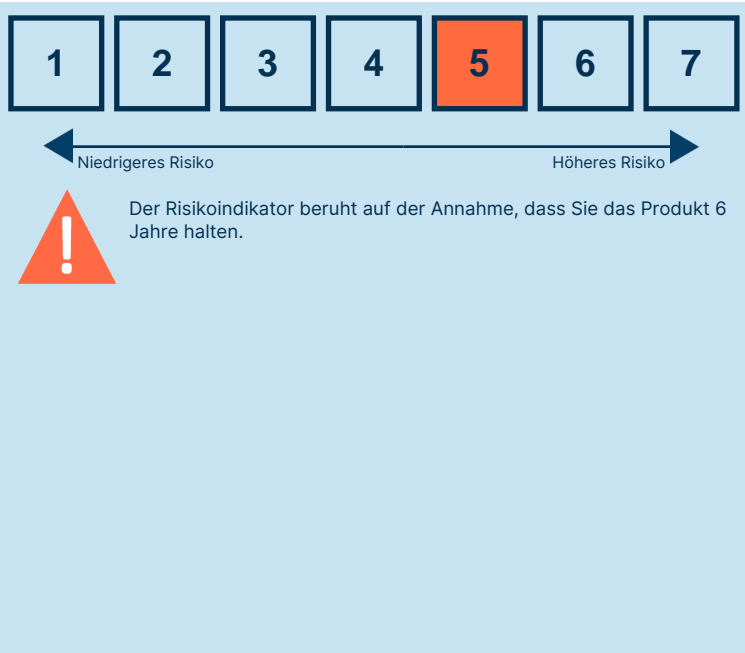 1 2 3 4 5 6 7
Niedrigeres Risiko Höheres Risiko
Der Risikoindikator beruht auf der Annahme, dass Sie das Produkt 6
Jahre halten.
!